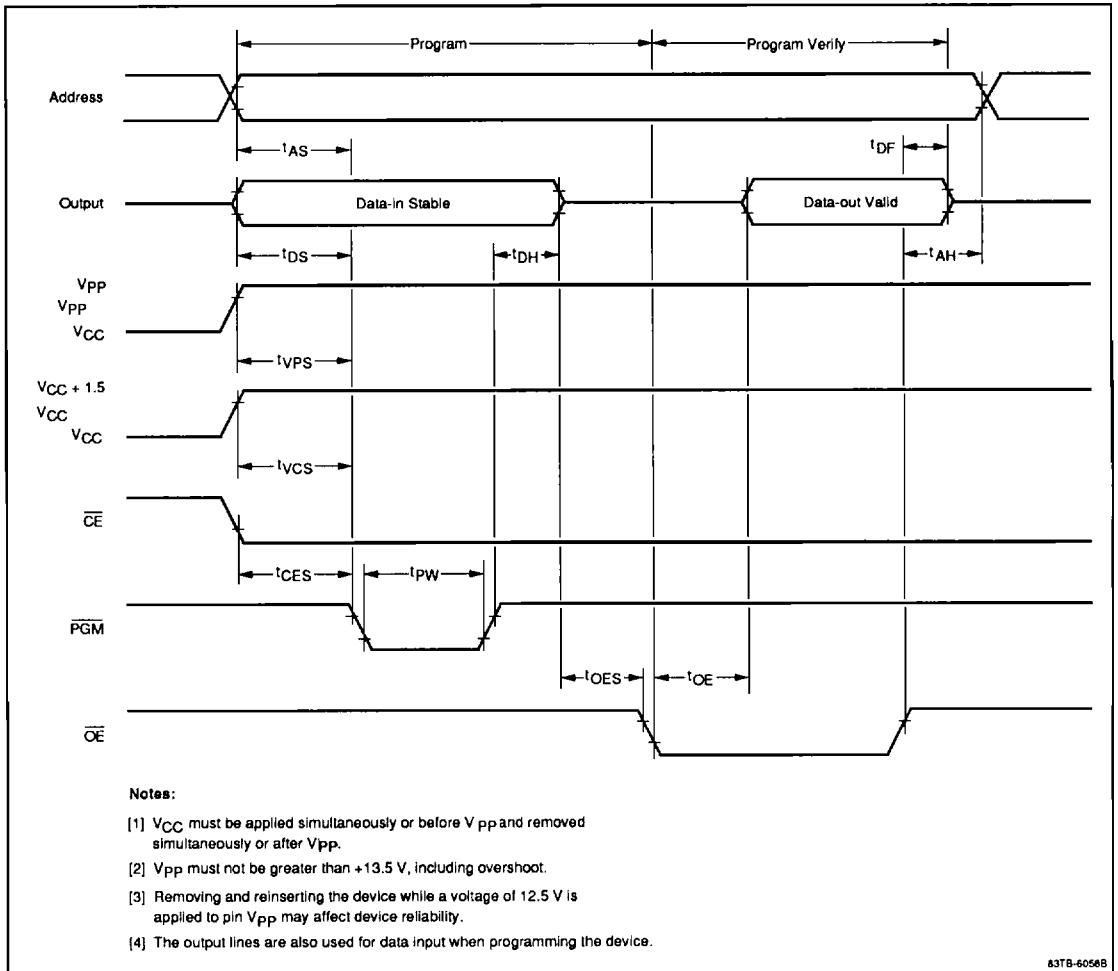 Program
Program Verify
Address
tAS
tDF
Output
Data-in Stable
Data-out Valid
tDS
tDH
tAH
VPP
VPP
VCC
tVPS
VCC + 1.5
VCC
VCC
tVCS
CE
tCES
tPW
PGM
tOES
tOE
OE
Notes:
[1] VCC must be applied simultaneously or before VPP and removed
simultaneously or after VPP.
[2] VPP must not be greater than +13.5 V, including overshoot.
[3] Removing and reinserting the device while a voltage of 12.5 V is
applied to pin VPP may affect device reliability.
[4] The output lines are also used for data input when programming the device.
83TB-6056B